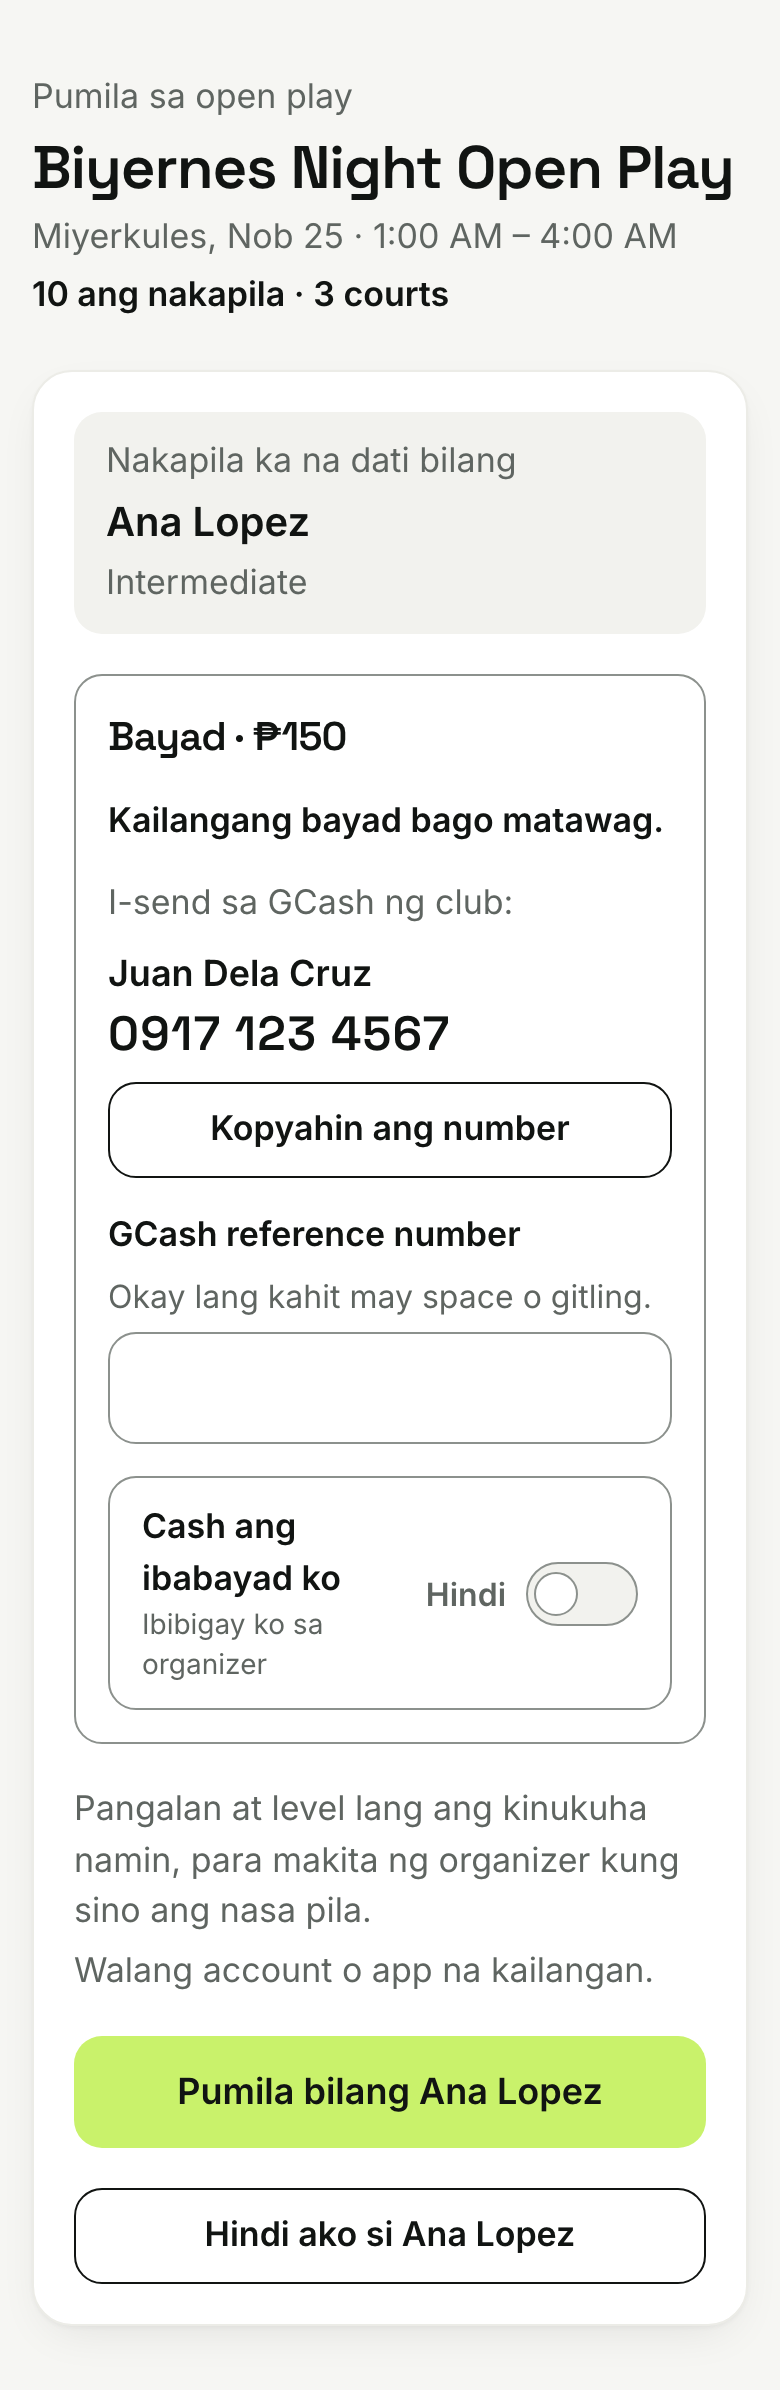 Pumila sa open play
Biyernes Night Open Play
Miyerkules, Nob 25 · 1:00 AM – 4:00 AM
10 ang nakapila · 3 courts
Nakapila ka na dati bilang
Ana Lopez
Intermediate
Bayad · ₱150
Kailangang bayad bago matawag.
I-send sa GCash ng club:
Juan Dela Cruz
0917 123 4567
Kopyahin ang number
GCash reference number
Okay lang kahit may space o gitling.
Cash ang
ibabayad ko
Ibibigay ko sa
organizer
Hindi
Pangalan at level lang ang kinukuha
namin, para makita ng organizer kung
sino ang nasa pila.
Walang account o app na kailangan.
Pumila bilang Ana Lopez
Hindi ako si Ana Lopez